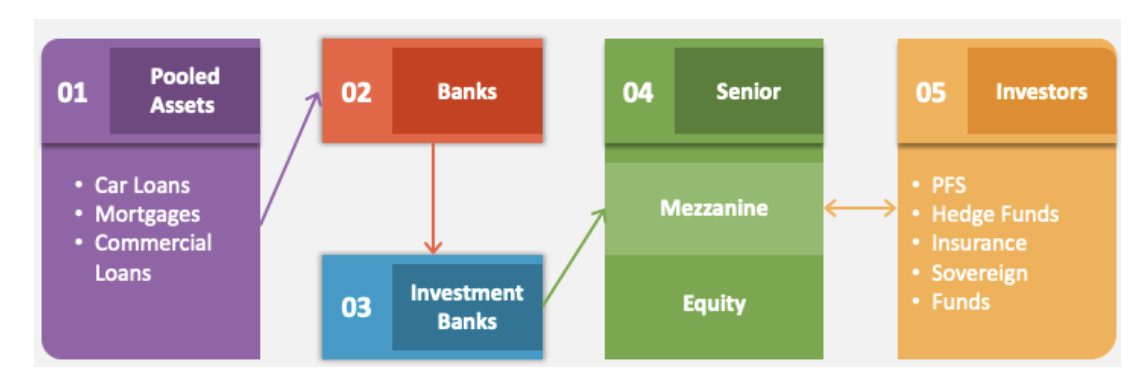 01
Pooled
Assets
• Car Loans
• Mortgages
• Commercial
Loans
02
Banks
03
Investment
Banks
04
Senior
Mezzanine
Equity
05
Investors
• PFS
• Hedge Funds
• Insurance
• Sovereign
• Funds